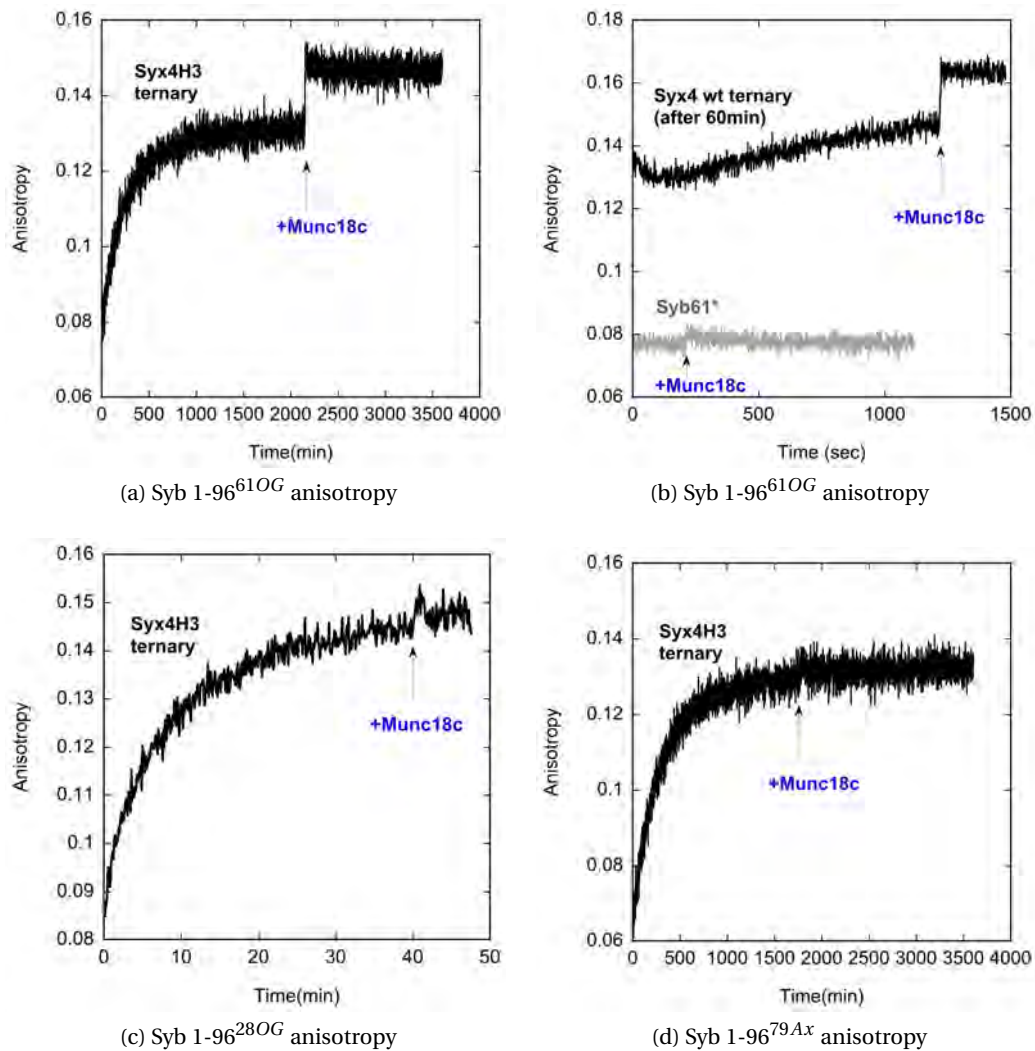 0.16
0.14
0.12
0.1
0.08
0.06
Anisotropy
Syx4H3
ternary
+Munc18c
0 500 1000 1500 2000 2500 3000 3500 4000
Time(min)
(a) Syb 1-96^{61OG} anisotropy
0.18
0.16
0.14
0.12
0.1
0.08
0.06
Anisotropy
Syx4 wt ternary
(after 60min)
+Munc18c
Syb61*
+Munc18c
0 500 1000 1500
Time (sec)
(b) Syb 1-96^{61OG} anisotropy
0.16
0.15
0.14
0.13
0.12
0.11
0.1
0.09
0.08
Anisotropy
Syx4H3
ternary
+Munc18c
0 10 20 30 40 50
Time(min)
(c) Syb 1-96^{28OG} anisotropy
0.16
0.14
0.12
0.1
0.08
0.06
Anisotropy
Syx4H3
ternary
+Munc18c
0 500 1000 1500 2000 2500 3000 3500 4000
Time(min)
(d) Syb 1-96^{79Ax} anisotropy